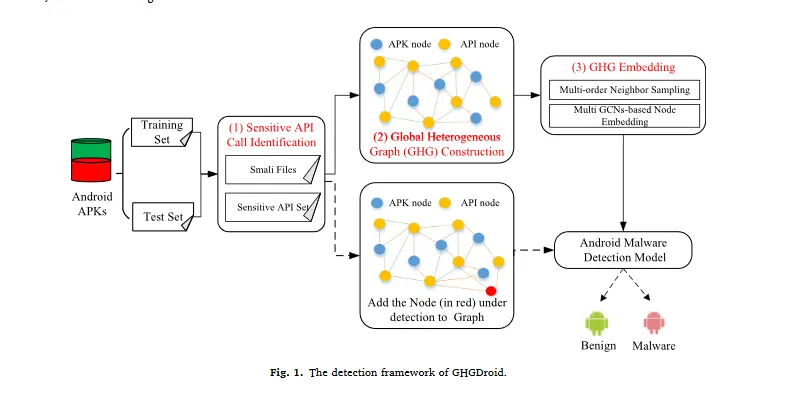 Training
Set
Test Set
Android
APKs
(1) Sensitive API
Call Identification
Smali Files
Sensitive API Set
APK node
API node
(2) Global Heterogeneous
Graph (GHG) Construction
APK node
API node
Add the Node (in red) under
detection to Graph
(3) GHG Embedding
Multi-order Neighbor Sampling
Multi GCNs-based Node
Embedding
Android Malware
Detection Model
Benign
Malware
Fig. 1. The detection framework of GHGDroid.